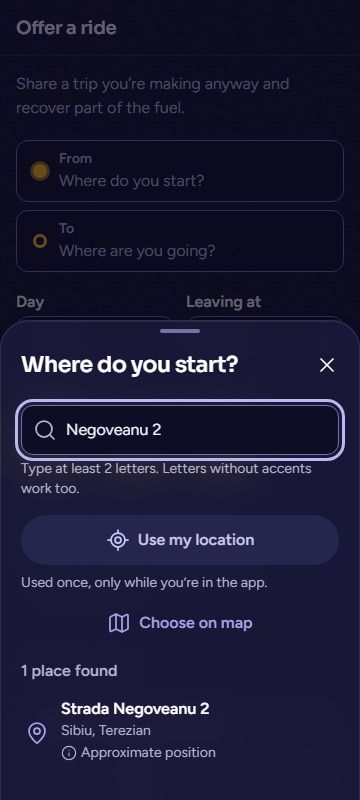 Offer a ride
Share a trip you're making anyway and
recover part of the fuel.
From
Where do you start?
To
Where are you going?
Day
Leaving at
Where do you start?
Negoveanu 2
Type at least 2 letters. Letters without accents
work too.
Use my location
Used once, only while you're in the app.
Choose on map
1 place found
Strada Negoveanu 2
Sibiu, Terezian
Approximate position